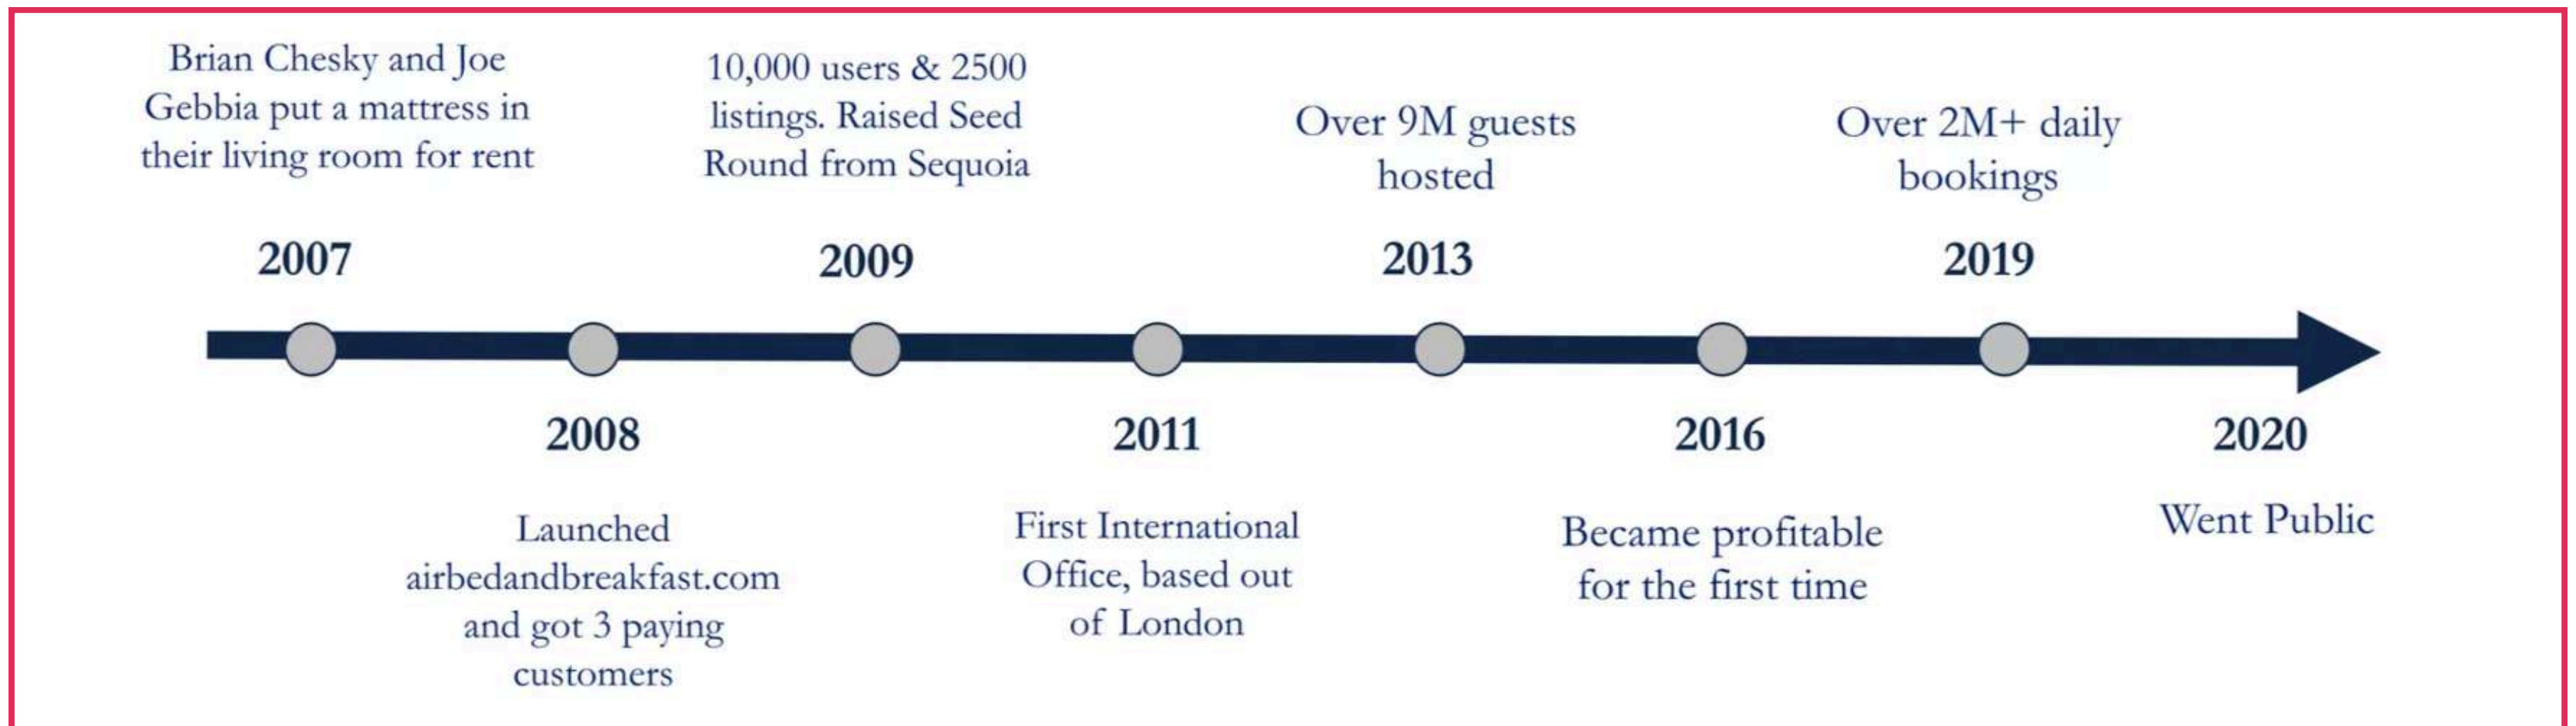 Brian Chesky and Joe
Gebbia put a mattress in
their living room for rent
2007
Launched
airbedandbreakfast.com
and got 3 paying
customers
2008
10,000 users & 2500
listings. Raised Seed
Round from Sequoia
2009
2011
First International
Office, based out
of London
Over 9M guests
hosted
2013
2016
Became profitable
for the first time
Over 2M+ daily
bookings
2019
2020
Went Public